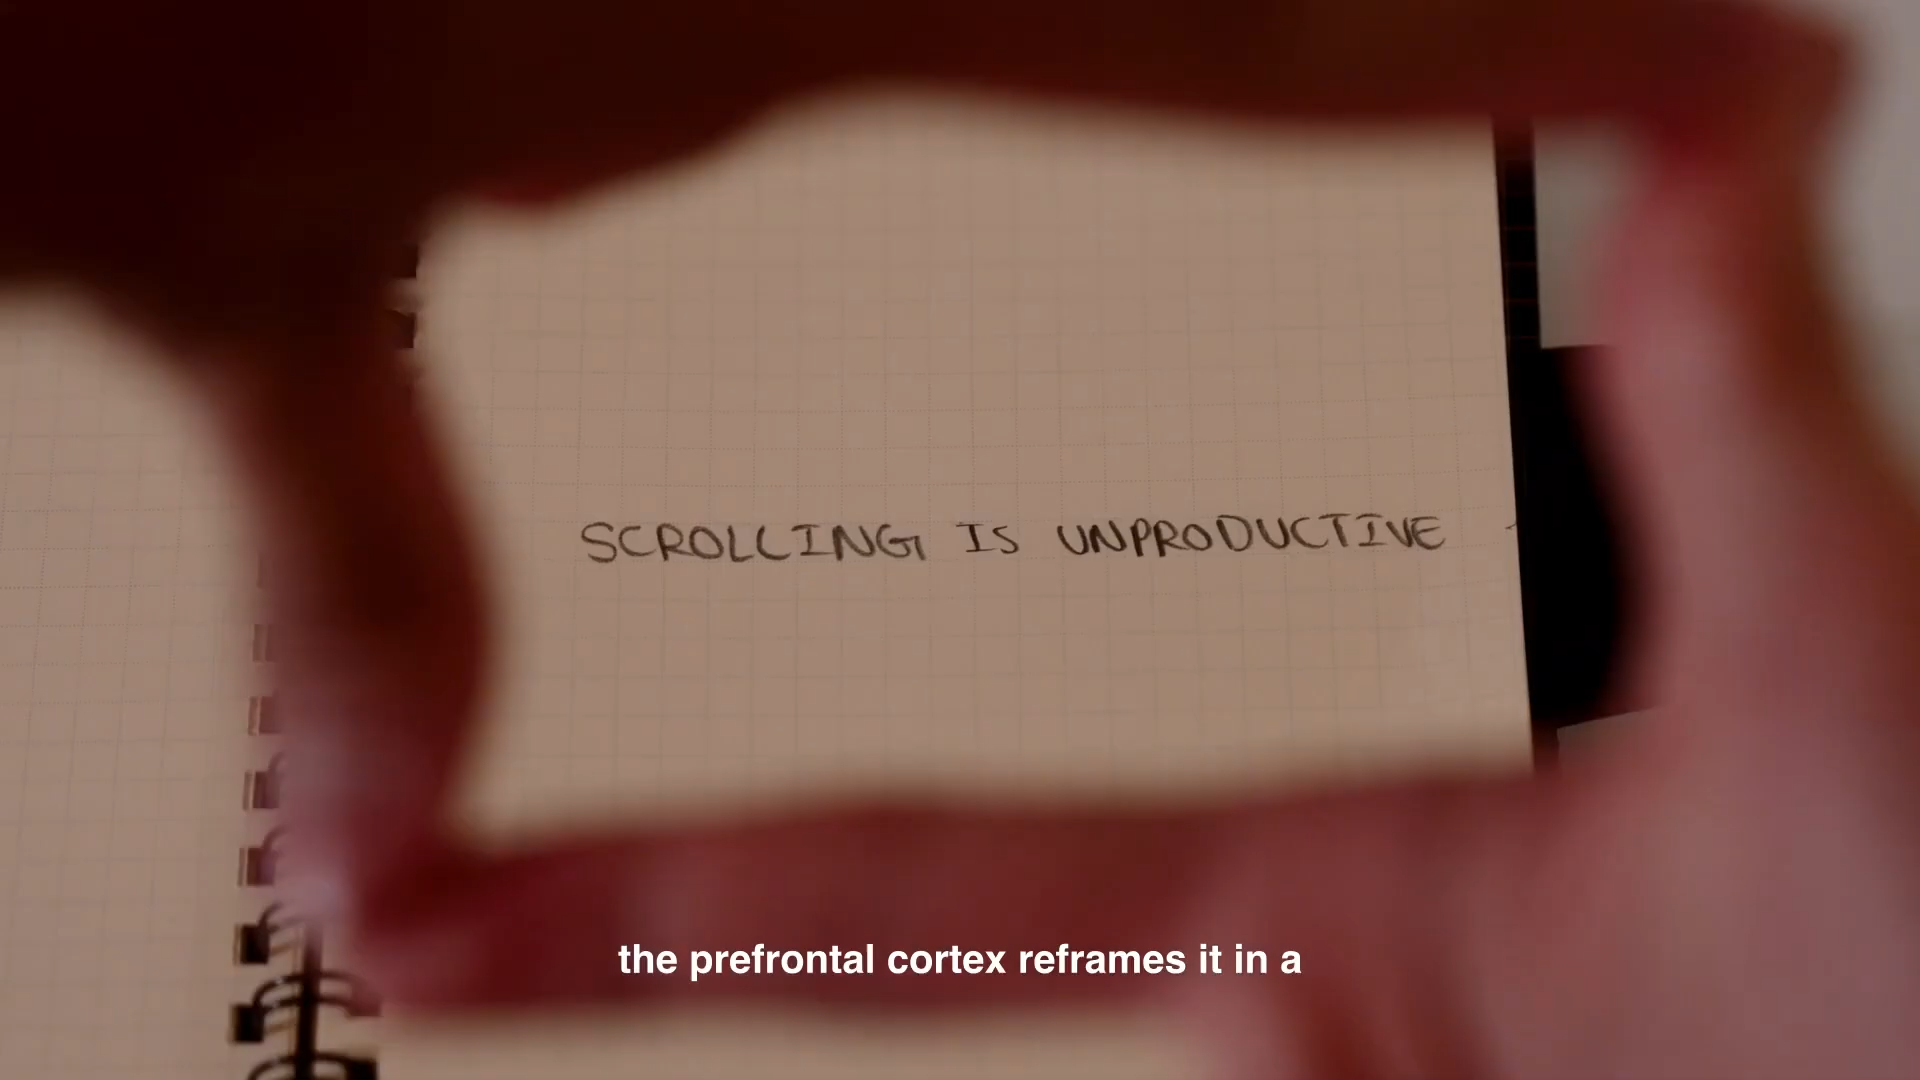 SCROLLING IS UNPRODUCTIVE
the prefrontal cortex reframes it in a